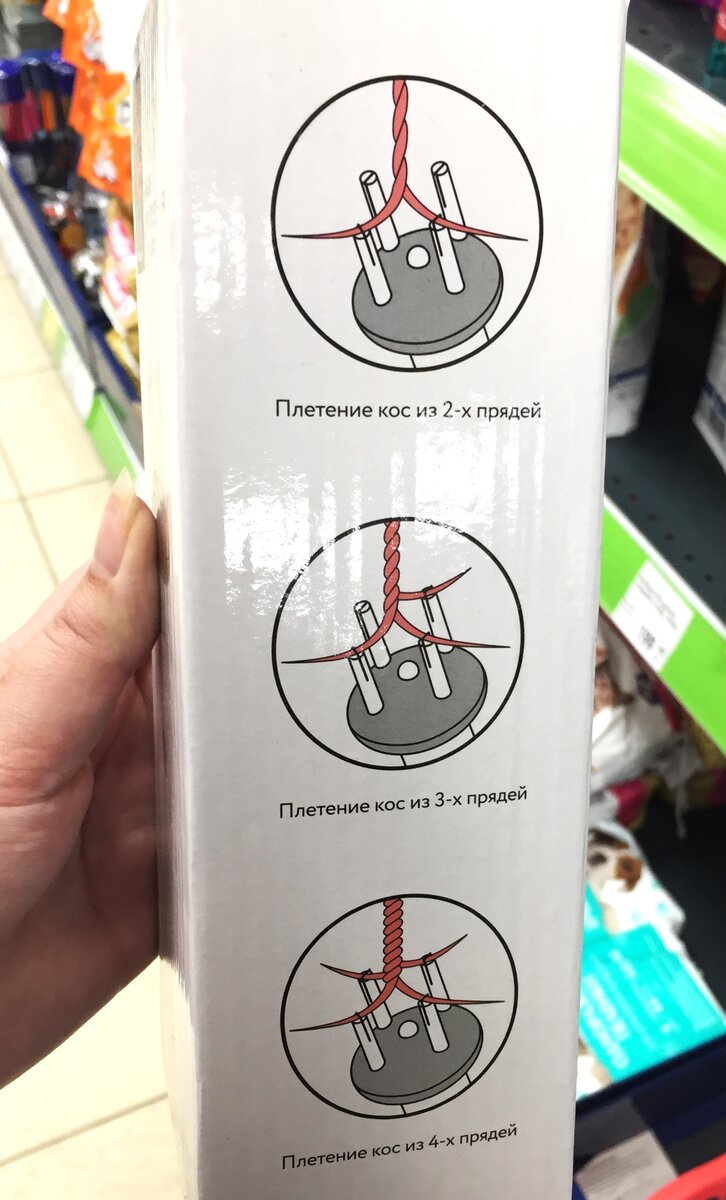 Плетение кос из 2-х прядей
Плетение кос из 3-х прядей
Плетение кос из 4-х прядей